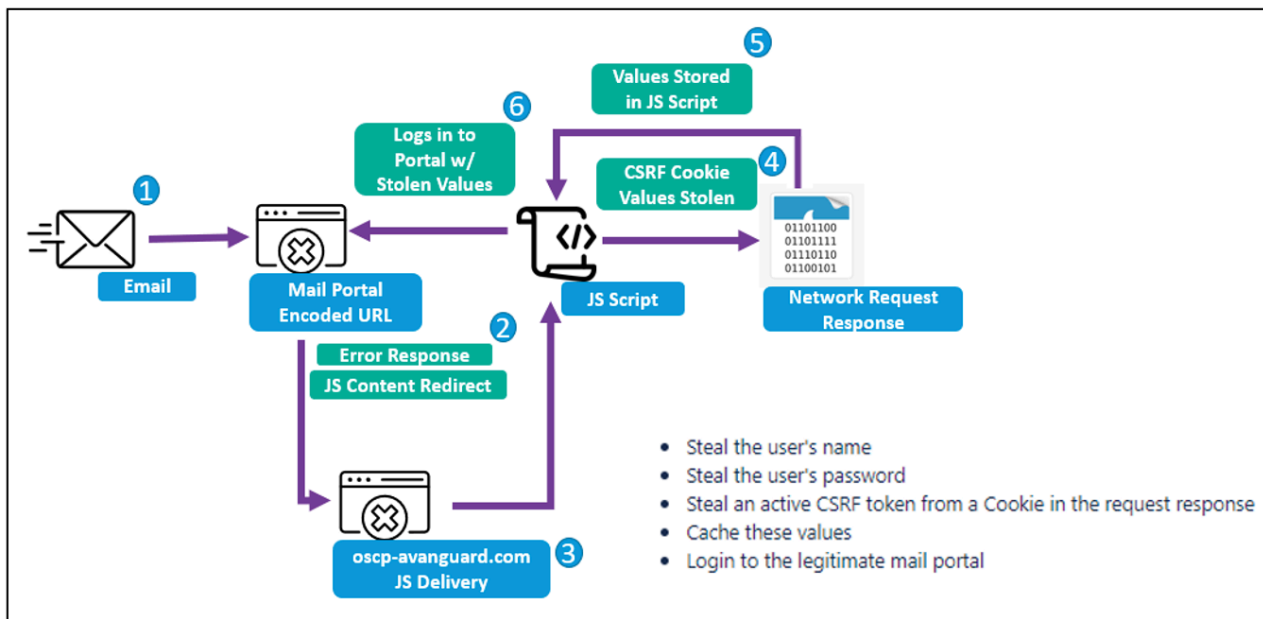 1
Email
Mail Portal
Encoded URL
2
Error Response
JS Content Redirect
oscp-avanguard.com
JS Delivery
3
JS Script
4
CSRF Cookie
Values Stolen
01101100
01101111
01110110
01100101
Network Request
Response
5
Values Stored
in JS Script
6
Logs in to
Portal w/
Stolen Values
</>
• Steal the user's name
• Steal the user's password
• Steal an active CSRF token from a Cookie in the request response
• Cache these values
• Login to the legitimate mail portal